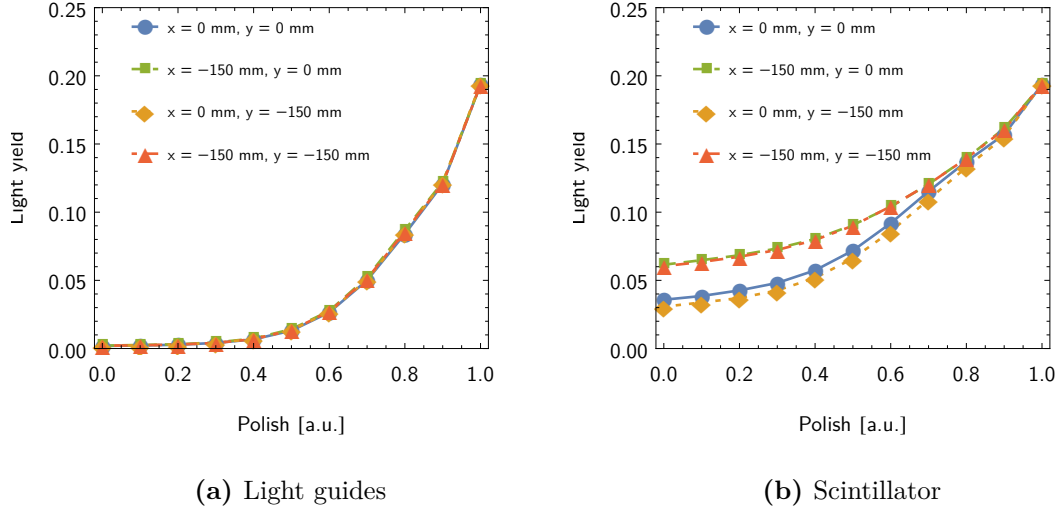 0.25
0.20
0.15
0.10
0.05
0.00
Light yield
x = 0 mm, y = 0 mm
x = −150 mm, y = 0 mm
x = 0 mm, y = −150 mm
x = −150 mm, y = −150 mm
0.0 0.2 0.4 0.6 0.8 1.0
Polish [a.u.]
(a) Light guides
0.25
0.20
0.15
0.10
0.05
0.00
Light yield
x = 0 mm, y = 0 mm
x = −150 mm, y = 0 mm
x = 0 mm, y = −150 mm
x = −150 mm, y = −150 mm
0.0 0.2 0.4 0.6 0.8 1.0
Polish [a.u.]
(b) Scintillator